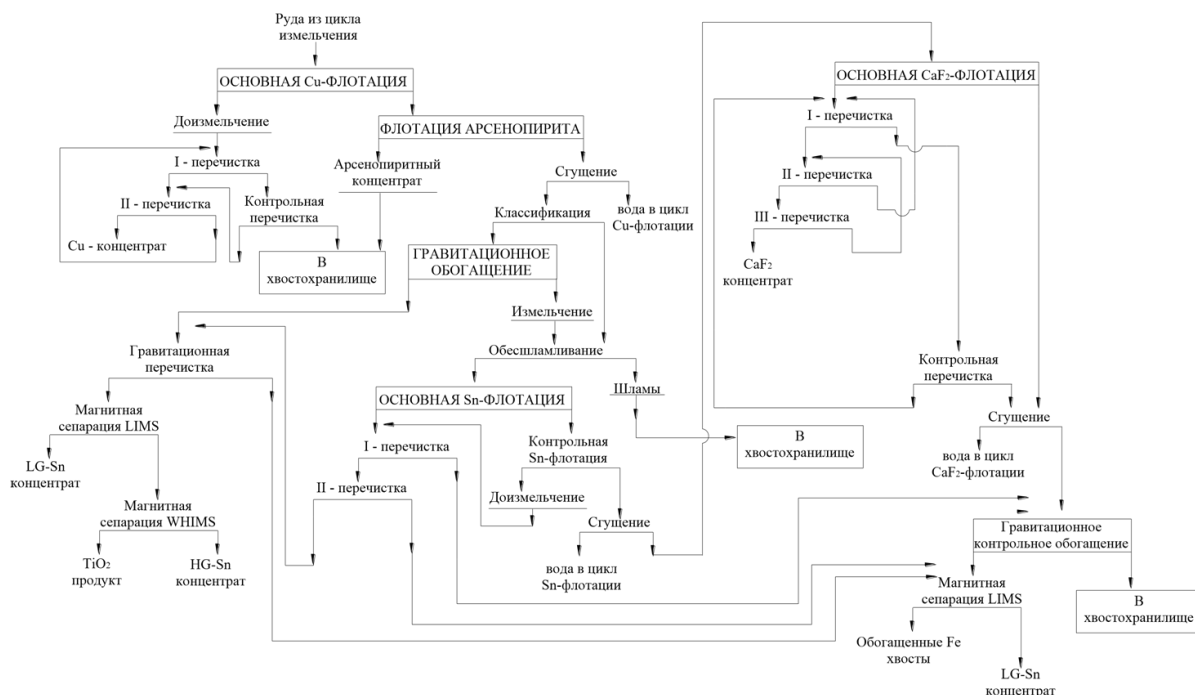 Руда из цикла
измельчения
ОСНОВНАЯ Cu-ФЛОТАЦИЯ
Доизмельчение
ФЛОТАЦИЯ АРСЕНОПИРИТА
I - перечистка
Арсенопиритный
концентрат
Сгущение
II - перечистка
Контрольная
перечистка
Классификация
вода в цикл
Cu-флотации
Cu - концентрат
В
хвостохранилище
ГРАВИТАЦИОННОЕ
ОБОГАЩЕНИЕ
Измельчение
Гравитационная
перечистка
Обесшламливание
Шламы
ОСНОВНАЯ Sn-ФЛОТАЦИЯ
Магнитная
сепарация LIMS
I - перечистка
Контрольная
Sn-флотация
В
хвостохранилище
LG-Sn
концентрат
II - перечистка
Доизмельчение
Магнитная
сепарация WHIMS
Сгущение
TiO2
продукт
HG-Sn
концентрат
вода в цикл
Sn-флотации
ОСНОВНАЯ CaF2-ФЛОТАЦИЯ
I - перечистка
II - перечистка
III - перечистка
CaF2
концентрат
Контрольная
перечистка
Сгущение
вода в цикл
CaF2-флотации
Гравитационное
контрольное обогащение
Магнитная
сепарация LIMS
В
хвостохранилище
Обогащенные Fe
хвосты
LG-Sn
концентрат